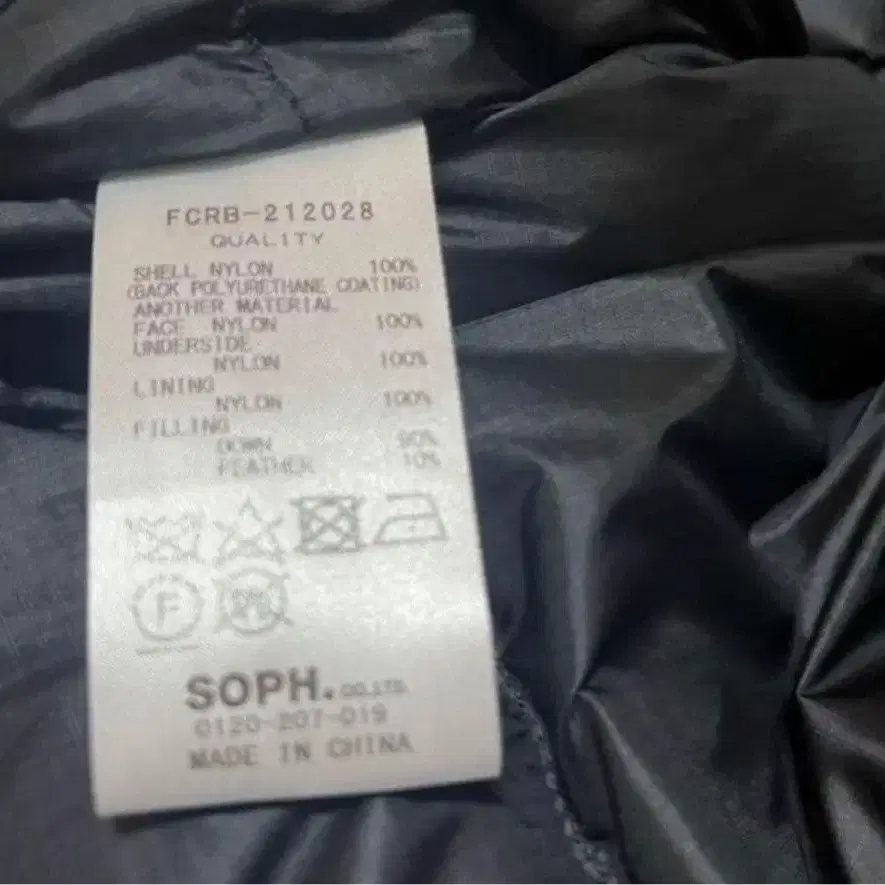 FCRB-212028
QUALITY
SHELL NYLON 100%
(BACK POLYURETHANE COATING)
ANOTHER MATERIAL
FACE NYLON 100%
UNDERSIDE
NYLON 100%
LINING
NYLON 100%
FILLING
DOWN 90%
FEATHER 10%
F
SOPH. CO.LTD.
0120-207-019
MADE IN CHINA